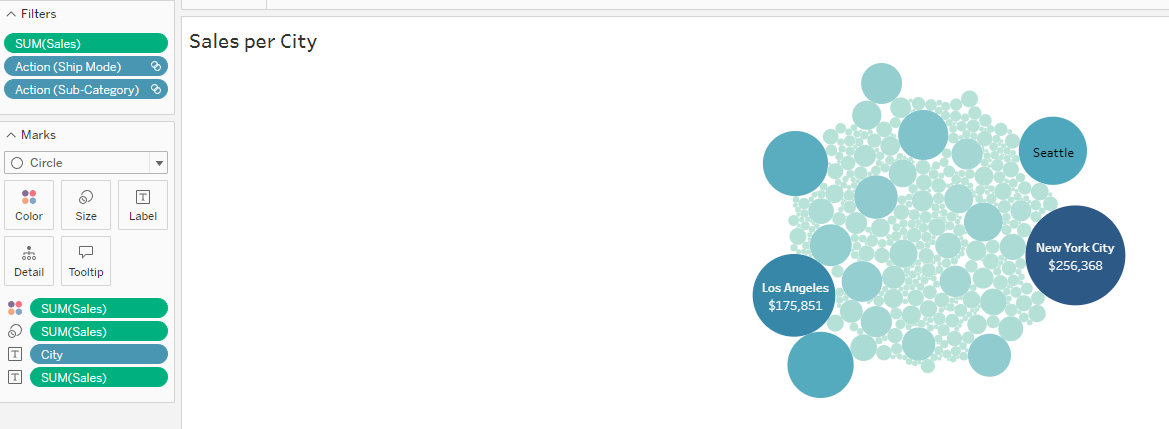 Filters
SUM(Sales)
Action (Ship Mode)
Action (Sub-Category)
Marks
Circle
Color
Size
Label
Detail
Tooltip
SUM(Sales)
SUM(Sales)
City
SUM(Sales)
Sales per City
Seattle
New York City
$256,368
Los Angeles
$175,851